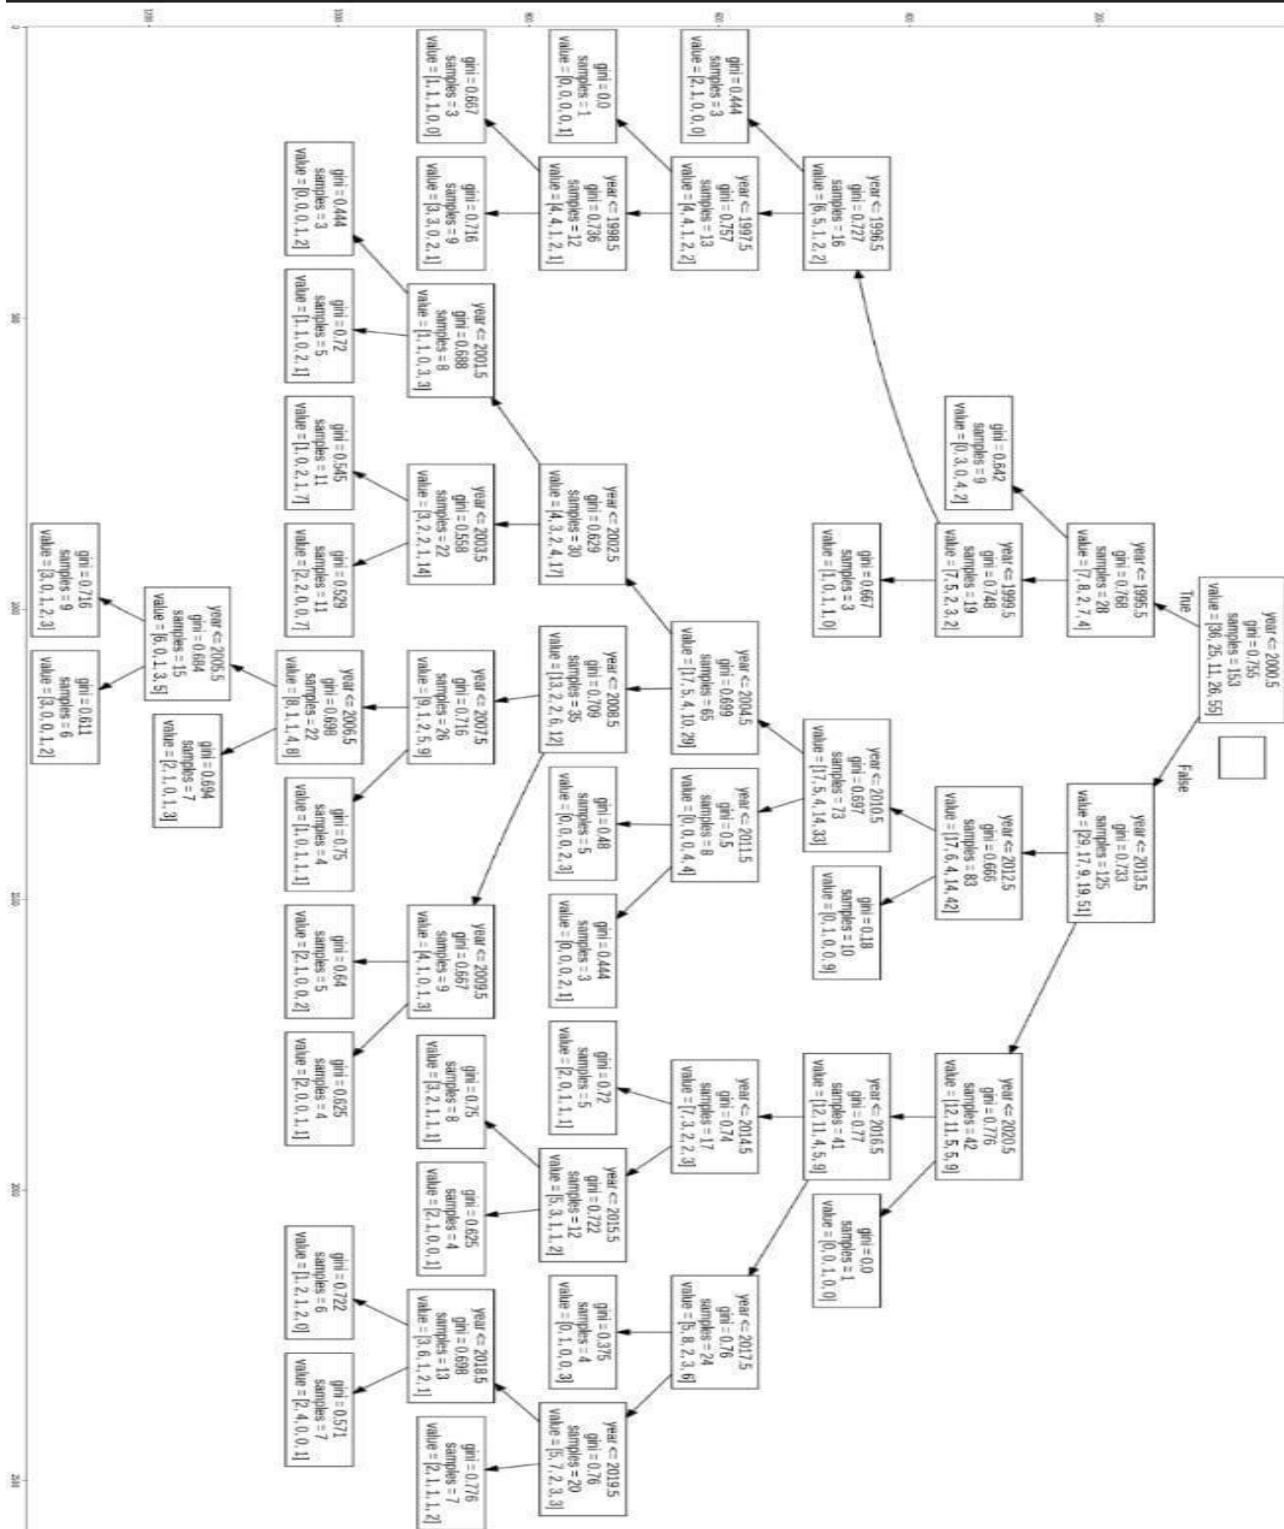 year <= 2000.5
gini = 0.755
samples = 153
value = [36, 25, 11, 26, 55]
True
False
year <= 1995.5
gini = 0.768
samples = 28
value = [7, 8, 2, 7, 4]
year <= 2013.5
gini = 0.733
samples = 125
value = [29, 17, 9, 19, 51]
gini = 0.642
samples = 9
value = [0, 3, 0, 4, 2]
year <= 1999.5
gini = 0.748
samples = 19
value = [7, 5, 2, 3, 2]
year <= 2012.5
gini = 0.666
samples = 83
value = [17, 6, 4, 14, 42]
year <= 2020.5
gini = 0.776
samples = 42
value = [12, 11, 5, 5, 9]
year <= 1996.5
gini = 0.727
samples = 16
value = [6, 5, 1, 2, 2]
gini = 0.667
samples = 3
value = [1, 0, 1, 1, 0]
year <= 2010.5
gini = 0.697
samples = 73
value = [17, 5, 4, 14, 33]
gini = 0.18
samples = 10
value = [0, 1, 0, 0, 9]
year <= 2016.5
gini = 0.77
samples = 41
value = [12, 11, 4, 5, 9]
gini = 0.0
samples = 1
value = [0, 0, 1, 0, 0]
gini = 0.444
samples = 3
value = [2, 1, 0, 0, 0]
year <= 1997.5
gini = 0.757
samples = 13
value = [4, 4, 1, 2, 2]
year <= 2004.5
gini = 0.699
samples = 65
value = [17, 5, 4, 10, 29]
year <= 2011.5
gini = 0.5
samples = 8
value = [0, 0, 0, 4, 4]
year <= 2014.5
gini = 0.74
samples = 17
value = [7, 3, 2, 2, 3]
year <= 2017.5
gini = 0.76
samples = 24
value = [5, 8, 2, 3, 6]
gini = 0.0
samples = 1
value = [0, 0, 0, 0, 1]
year <= 1998.5
gini = 0.736
samples = 12
value = [4, 4, 1, 2, 1]
year <= 2002.5
gini = 0.629
samples = 30
value = [4, 3, 2, 4, 17]
year <= 2008.5
gini = 0.709
samples = 35
value = [13, 2, 2, 6, 12]
gini = 0.48
samples = 5
value = [0, 0, 0, 2, 3]
gini = 0.444
samples = 3
value = [0, 0, 0, 2, 1]
gini = 0.72
samples = 5
value = [2, 0, 1, 1, 1]
year <= 2015.5
gini = 0.722
samples = 12
value = [5, 3, 1, 1, 2]
gini = 0.375
samples = 4
value = [0, 1, 0, 0, 3]
year <= 2019.5
gini = 0.76
samples = 20
value = [5, 7, 2, 3, 3]
gini = 0.667
samples = 3
value = [1, 1, 1, 0, 0]
gini = 0.716
samples = 9
value = [3, 3, 0, 2, 1]
year <= 2001.5
gini = 0.688
samples = 8
value = [1, 1, 0, 3, 3]
year <= 2003.5
gini = 0.558
samples = 22
value = [3, 2, 2, 1, 14]
year <= 2007.5
gini = 0.716
samples = 26
value = [9, 1, 2, 5, 9]
year <= 2009.5
gini = 0.667
samples = 9
value = [4, 1, 0, 1, 3]
gini = 0.75
samples = 8
value = [3, 2, 1, 1, 1]
gini = 0.625
samples = 4
value = [2, 1, 0, 0, 1]
year <= 2018.5
gini = 0.698
samples = 13
value = [3, 6, 1, 2, 1]
gini = 0.776
samples = 7
value = [2, 1, 1, 1, 2]
gini = 0.444
samples = 3
value = [0, 0, 0, 1, 2]
gini = 0.72
samples = 5
value = [1, 1, 0, 2, 1]
gini = 0.545
samples = 11
value = [1, 0, 2, 1, 7]
gini = 0.529
samples = 11
value = [2, 2, 0, 0, 7]
year <= 2006.5
gini = 0.698
samples = 22
value = [8, 1, 1, 4, 8]
gini = 0.75
samples = 4
value = [1, 0, 1, 1, 1]
gini = 0.64
samples = 5
value = [2, 1, 0, 0, 2]
gini = 0.625
samples = 4
value = [2, 0, 0, 1, 1]
gini = 0.722
samples = 6
value = [1, 2, 1, 2, 0]
gini = 0.571
samples = 7
value = [2, 4, 0, 0, 1]
year <= 2005.5
gini = 0.684
samples = 15
value = [6, 0, 1, 3, 5]
gini = 0.694
samples = 7
value = [2, 1, 0, 1, 3]
gini = 0.716
samples = 9
value = [3, 0, 1, 2, 3]
gini = 0.611
samples = 6
value = [3, 0, 0, 1, 2]
200
400
600
800
1000
1200
0